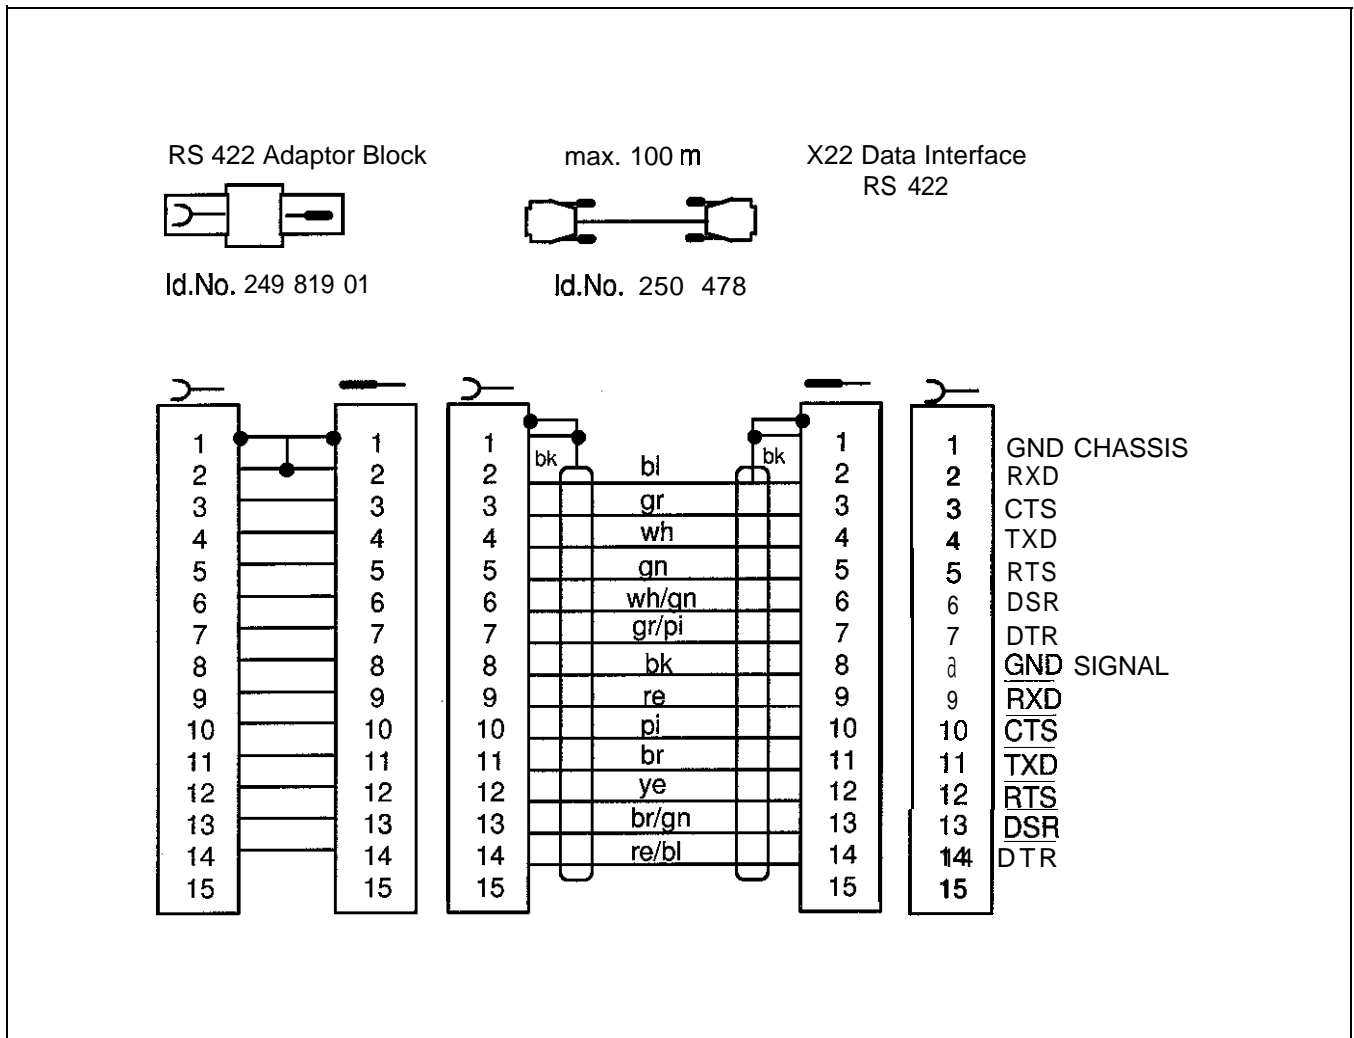 RS 422 Adaptor Block
max. 100 m
X22 Data Interface
RS 422
Id.No. 249 819 01
Id.No. 250 478
1 1 1 bk bk 1 1 GND CHASSIS
2 2 2 bl 2 2 RXD
3 3 3 gr 3 3 CTS
4 4 4 wh 4 4 TXD
5 5 5 gn 5 5 RTS
6 6 6 wh/gn 6 6 DSR
7 7 7 gr/pi 7 7 DTR
8 8 8 bk 8 a GND SIGNAL
9 9 9 re 9 9 RXD
10 10 10 pi 10 10 CTS
11 11 11 br 11 11 TXD
12 12 12 ye 12 12 RTS
13 13 13 br/gn 13 13 DSR
14 14 14 re/bl 14 14 DTR
15 15 15 15 15